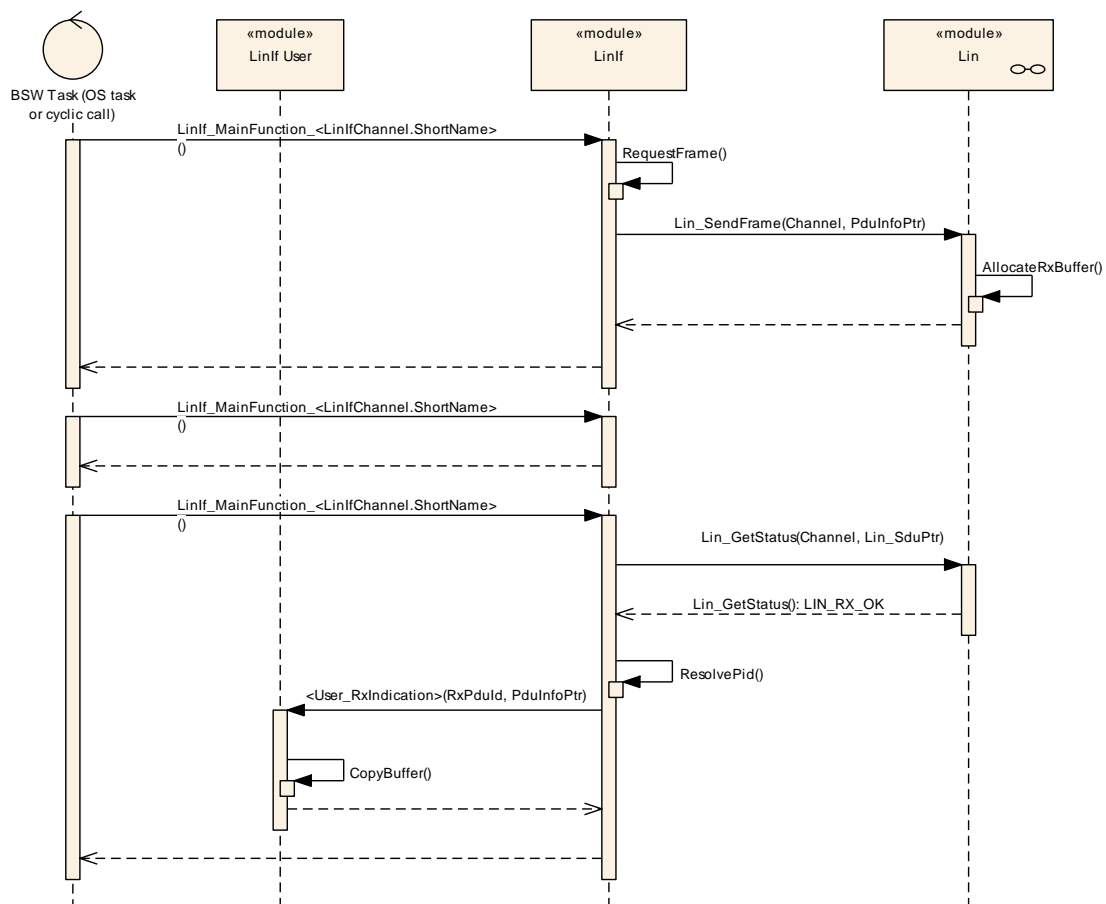 «module»
LinIf User
«module»
LinIf
«module»
Lin
BSW Task (OS task
or cyclic call)
LinIf_MainFunction_<LinIfChannel.ShortName>
()
RequestFrame()
Lin_SendFrame(Channel, PduInfoPtr)
AllocateRxBuffer()
LinIf_MainFunction_<LinIfChannel.ShortName>
()
LinIf_MainFunction_<LinIfChannel.ShortName>
()
Lin_GetStatus(Channel, Lin_SduPtr)
Lin_GetStatus(): LIN_RX_OK
ResolvePid()
<User_RxIndication>(RxPduId, PduInfoPtr)
CopyBuffer()